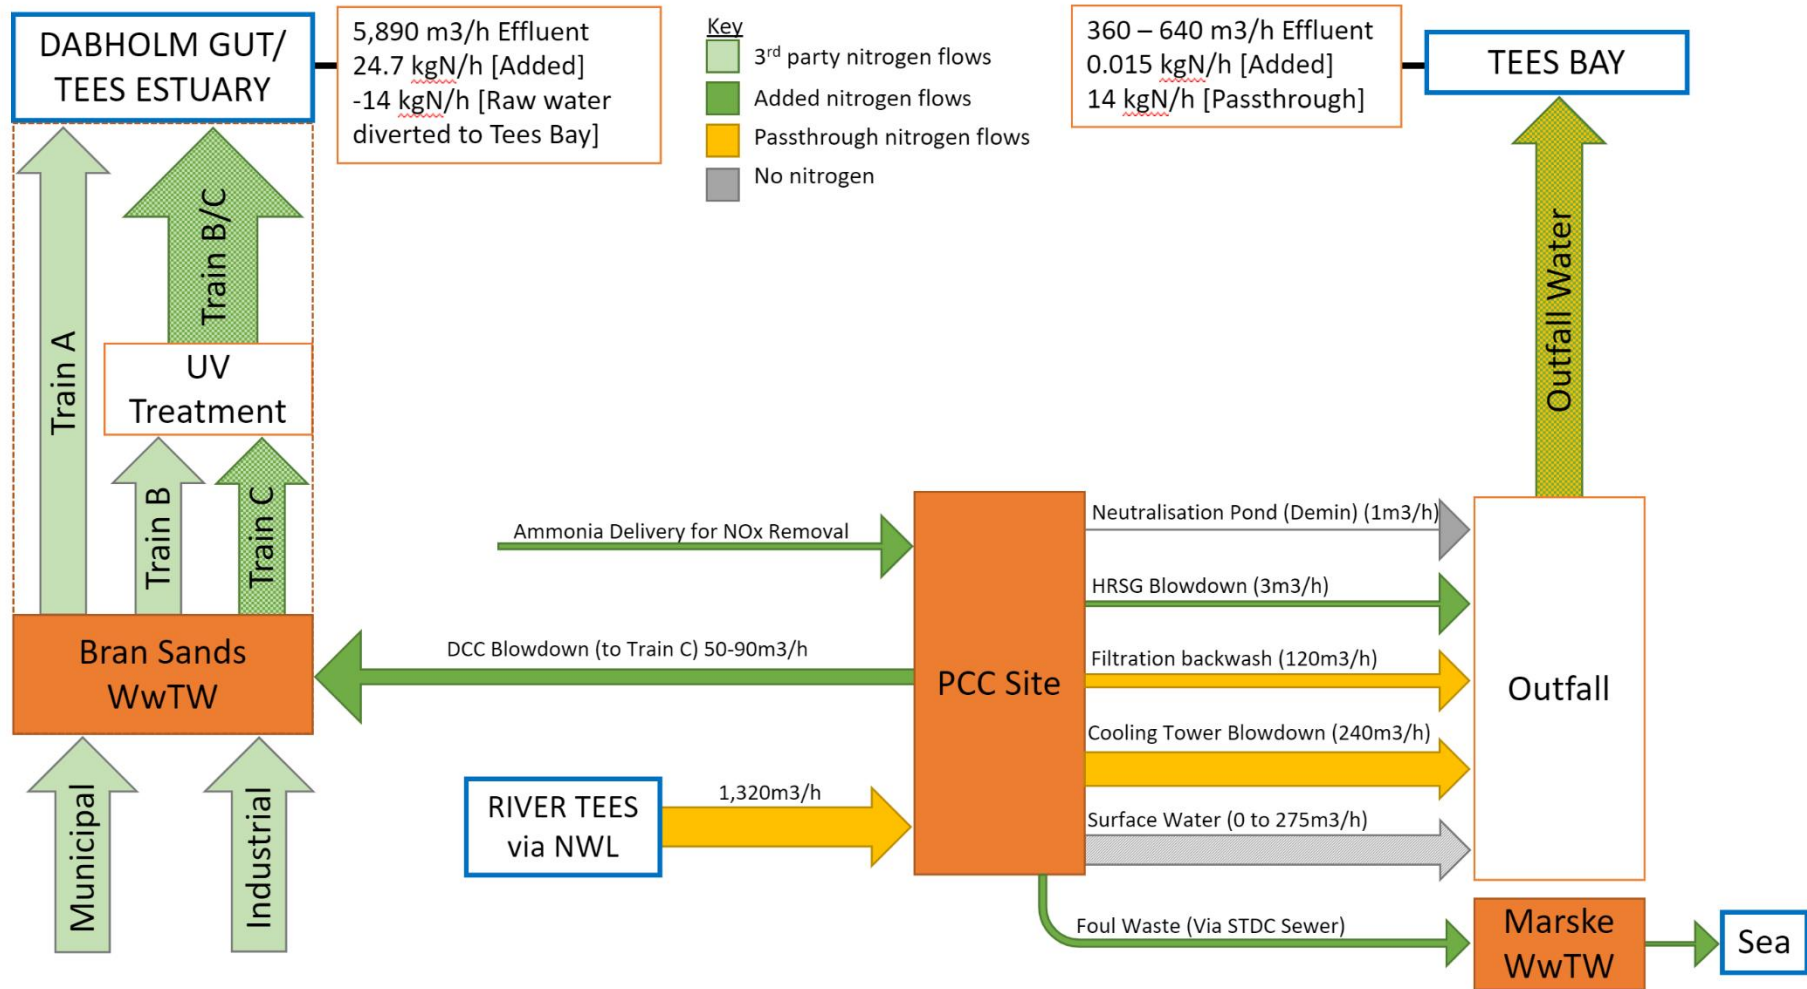 DABHOLM GUT/
TEES ESTUARY
5,890 m3/h Effluent
24.7 kgN/h [Added]
-14 kgN/h [Raw water
diverted to Tees Bay]
Key
3rd party nitrogen flows
Added nitrogen flows
Passthrough nitrogen flows
No nitrogen
360 – 640 m3/h Effluent
0.015 kgN/h [Added]
14 kgN/h [Passthrough]
TEES BAY
Train A
Train B/C
UV
Treatment
Train B
Train C
Bran Sands
WwTW
Municipal
Industrial
Ammonia Delivery for NOx Removal
DCC Blowdown (to Train C) 50-90m3/h
RIVER TEES
via NWL
1,320m3/h
PCC Site
Neutralisation Pond (Demin) (1m3/h)
HRSG Blowdown (3m3/h)
Filtration backwash (120m3/h)
Cooling Tower Blowdown (240m3/h)
Surface Water (0 to 275m3/h)
Foul Waste (Via STDC Sewer)
Outfall Water
Outfall
Marske
WwTW
Sea